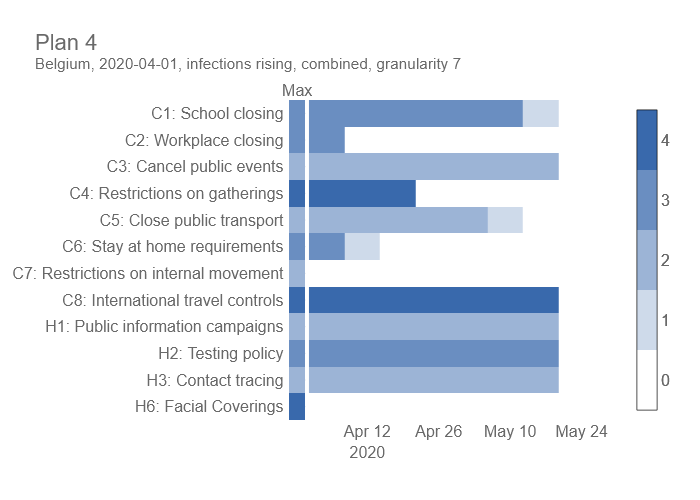 Plan 4
Belgium, 2020-04-01, infections rising, combined, granularity 7
Max
C1: School closing
C2: Workplace closing
C3: Cancel public events
C4: Restrictions on gatherings
C5: Close public transport
C6: Stay at home requirements
C7: Restrictions on internal movement
C8: International travel controls
H1: Public information campaigns
H2: Testing policy
H3: Contact tracing
H6: Facial Coverings
Apr 12 Apr 26 May 10 May 24
2020
4
3
2
1
0